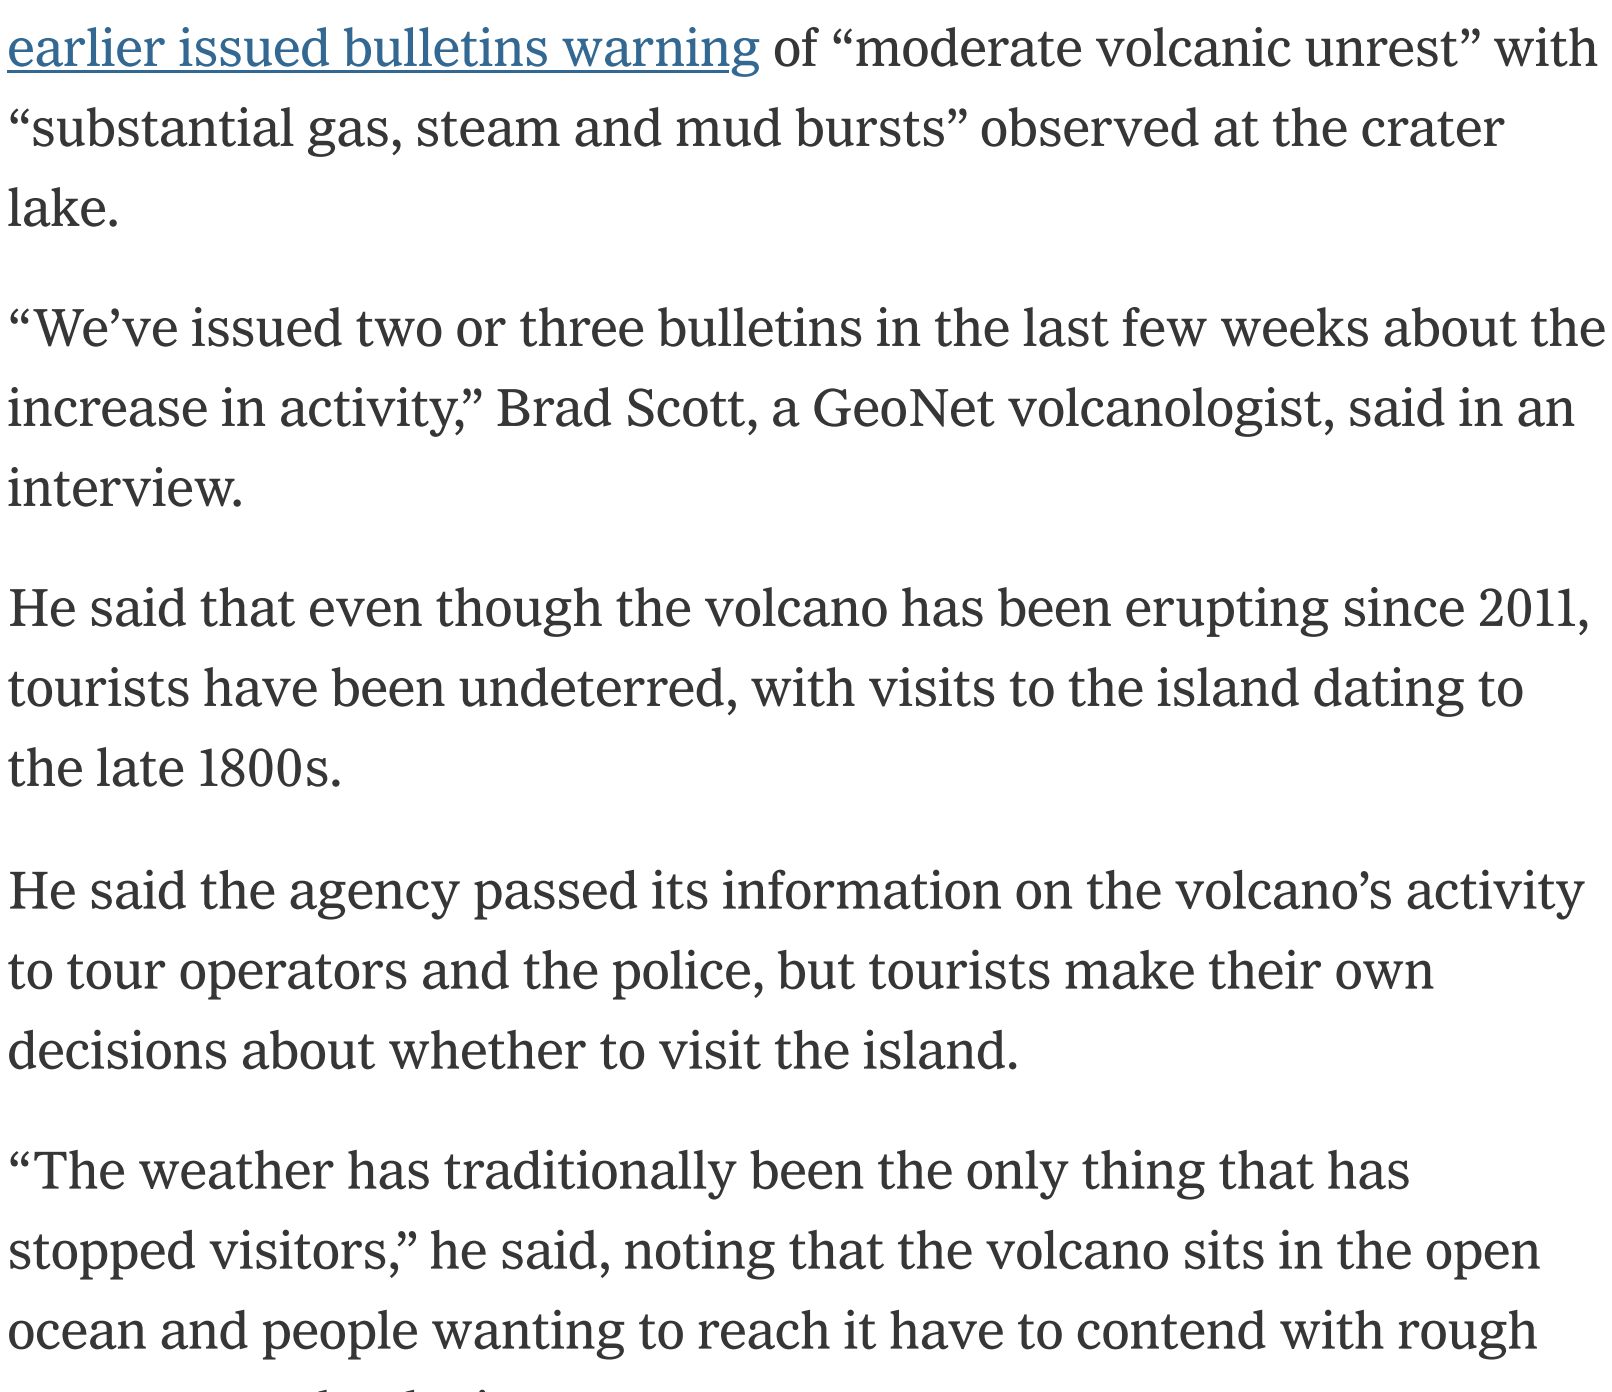 earlier issued bulletins warning of “moderate volcanic unrest” with
“substantial gas, steam and mud bursts” observed at the crater
lake.
“We’ve issued two or three bulletins in the last few weeks about the
increase in activity,” Brad Scott, a GeoNet volcanologist, said in an
interview.
He said that even though the volcano has been erupting since 2011,
tourists have been undeterred, with visits to the island dating to
the late 1800s.
He said the agency passed its information on the volcano’s activity
to tour operators and the police, but tourists make their own
decisions about whether to visit the island.
“The weather has traditionally been the only thing that has
stopped visitors,” he said, noting that the volcano sits in the open
ocean and people wanting to reach it have to contend with rough